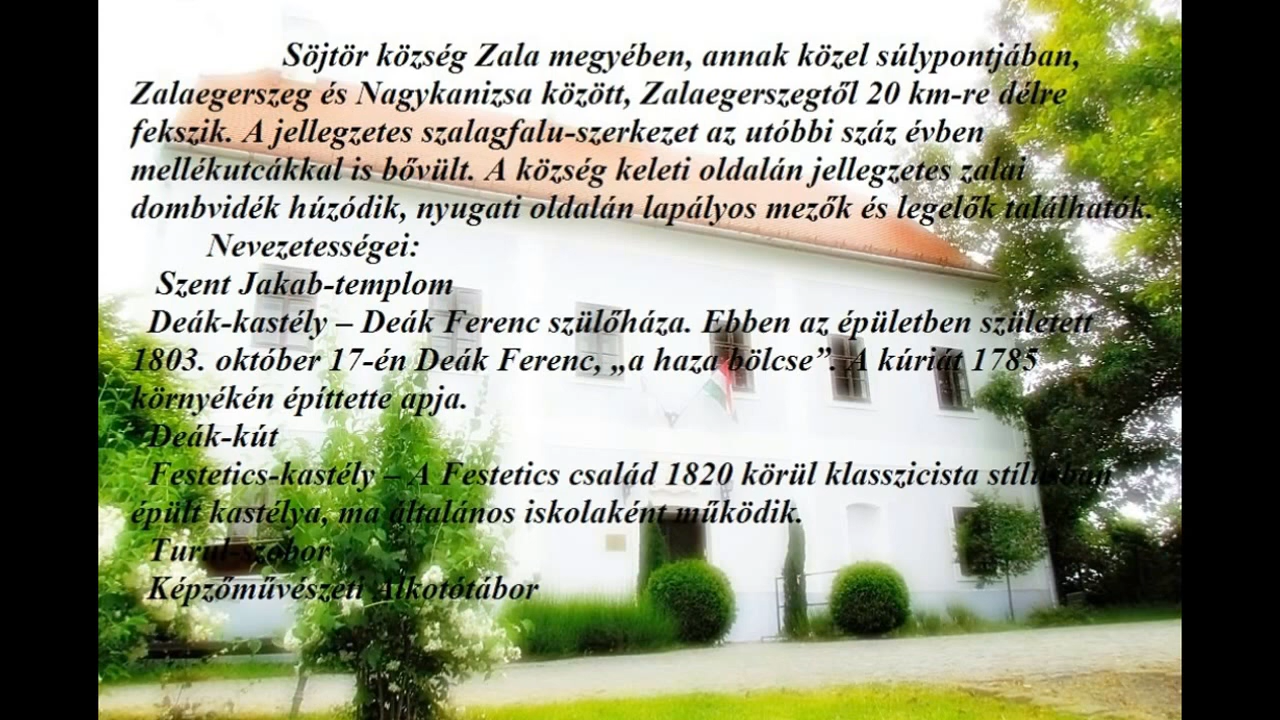 Söjtör község Zala megyében, annak közel súlypontjában,
Zalaegerszeg és Nagykanizsa között, Zalaegerszegtől 20 km-re délre
fekszik. A jellegzetes szalagfalu-szerkezet az utóbbi száz évben
mellékutcákkal is bővült. A község keleti oldalán jellegzetes zalai
dombvidék húzódik, nyugati oldalán lapályos mezők és legelők találhatók.
Nevezetességei:
Szent Jakab-templom
Deák-kastély – Deák Ferenc szülőháza. Ebben az épületben született
1803. október 17-én Deák Ferenc, „a haza bölcse”. A kúriát 1785
környékén építtette apja.
Deák-kút
Festetics-kastély – A Festetics család 1820 körül klasszicista stílusban
épült kastélya, ma általános iskolaként működik.
Turul-szobor
Képzőművészeti Alkotótábor